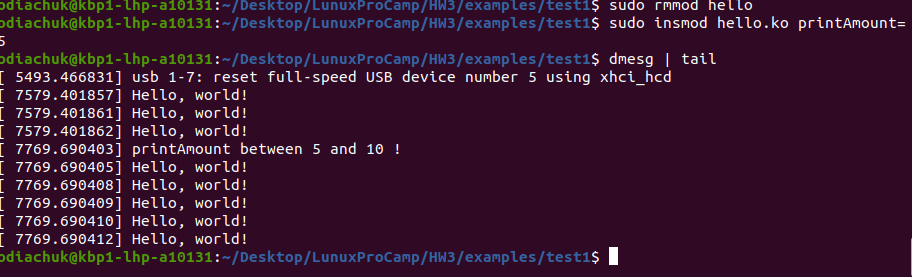 odiachuk@kbp1-lhp-a10131:~/Desktop/LunuxProCamp/HW3/examples/test1$ sudo rmmod hello
odiachuk@kbp1-lhp-a10131:~/Desktop/LunuxProCamp/HW3/examples/test1$ sudo insmod hello.ko printAmount=
5
odiachuk@kbp1-lhp-a10131:~/Desktop/LunuxProCamp/HW3/examples/test1$ dmesg | tail
[ 5493.466831] usb 1-7: reset full-speed USB device number 5 using xhci_hcd
[ 7579.401857] Hello, world!
[ 7579.401861] Hello, world!
[ 7579.401862] Hello, world!
[ 7769.690403] printAmount between 5 and 10 !
[ 7769.690405] Hello, world!
[ 7769.690408] Hello, world!
[ 7769.690409] Hello, world!
[ 7769.690410] Hello, world!
[ 7769.690412] Hello, world!
odiachuk@kbp1-lhp-a10131:~/Desktop/LunuxProCamp/HW3/examples/test1$